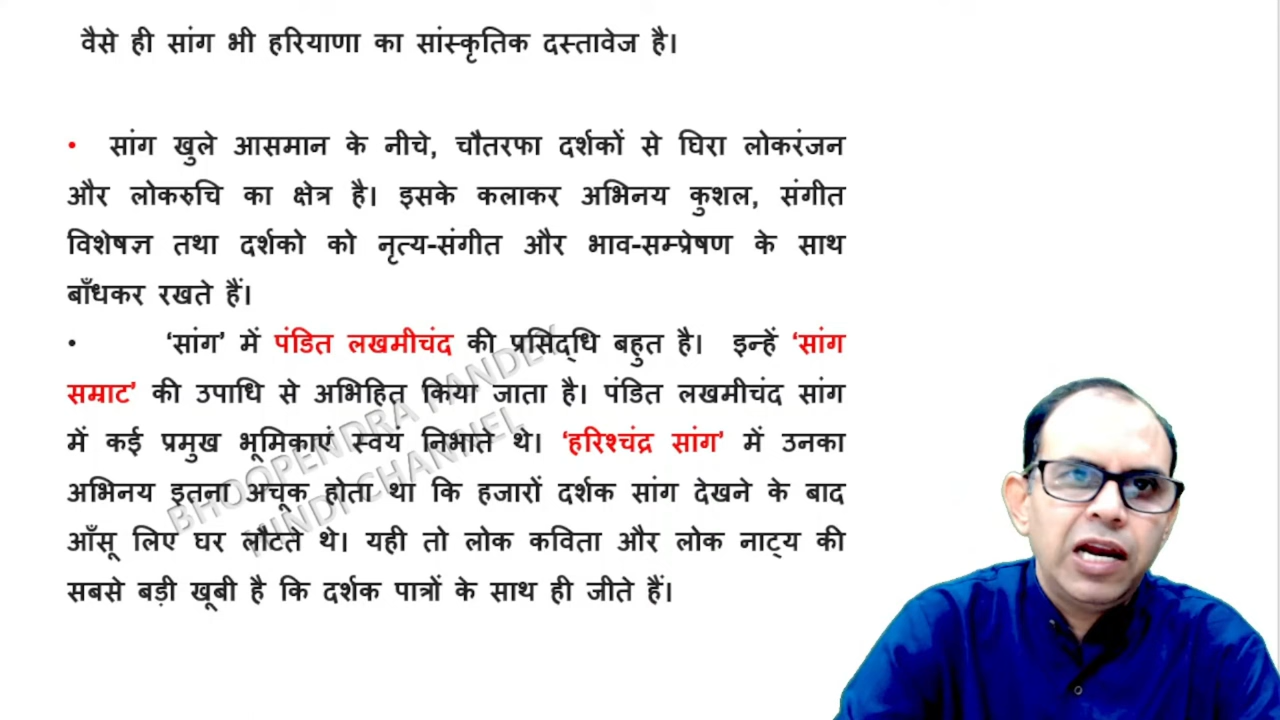 वैसे ही सांग भी हरियाणा का सांस्कृतिक दस्तावेज है।
• सांग खुले आसमान के नीचे, चौतरफा दर्शकों से घिरा लोकरंजन
और लोकरुचि का क्षेत्र है। इसके कलाकर अभिनय कुशल, संगीत
विशेषज्ञ तथा दर्शको को नृत्य-संगीत और भाव-सम्प्रेषण के साथ
बाँधकर रखते हैं।
• ‘सांग’ में पंडित लखमीचंद की प्रसिद्धि बहुत है। इन्हें ‘सांग
सम्राट’ की उपाधि से अभिहित किया जाता है। पंडित लखमीचंद सांग
में कई प्रमुख भूमिकाएं स्वयं निभाते थे। ‘हरिश्चंद्र सांग’ में उनका
अभिनय इतना अचूक होता था कि हजारों दर्शक सांग देखने के बाद
आँसू लिए घर लौटते थे। यही तो लोक कविता और लोक नाट्य की
सबसे बड़ी खूबी है कि दर्शक पात्रों के साथ ही जीते हैं।
BHOOPENDRA PANDEY
HINDI CHANNEL